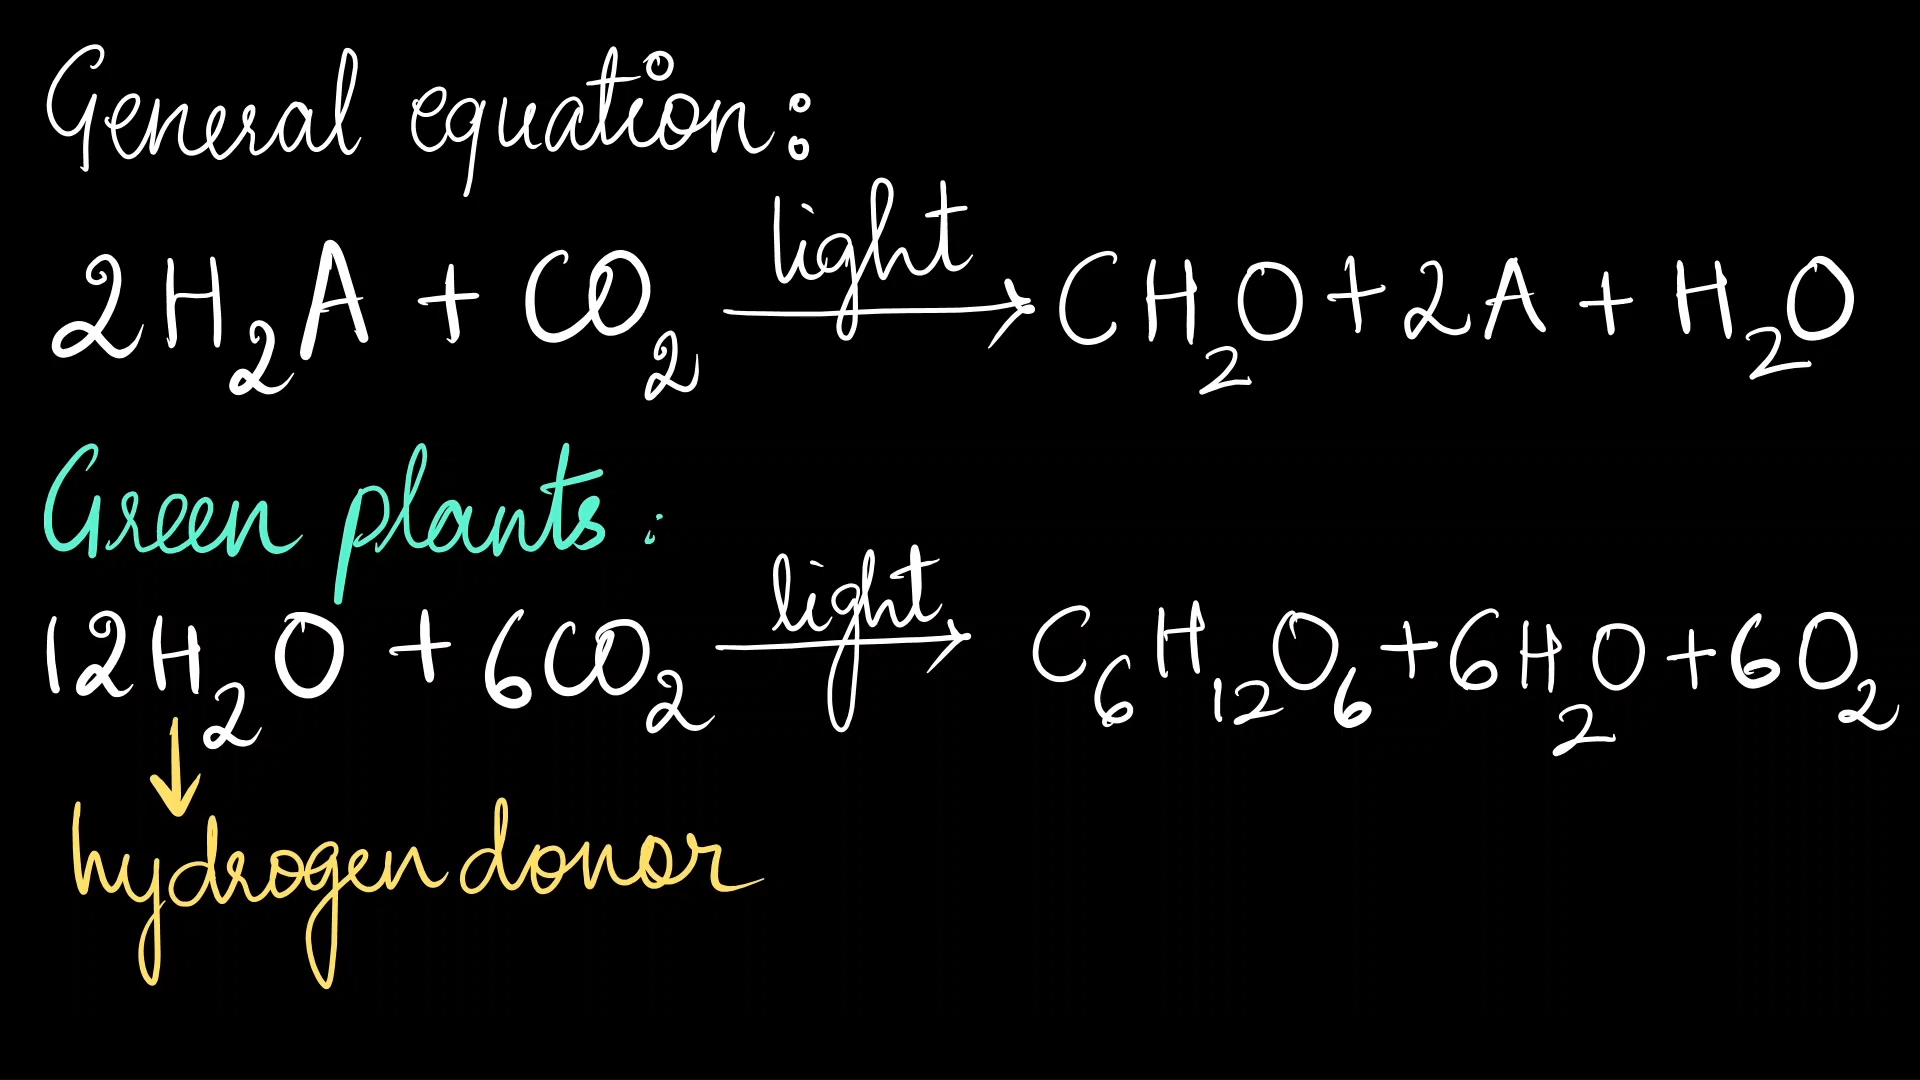 General equation:
light
2H₂A + CO₂ → CH₂O + 2A + H₂O
Green plants:
light
12H₂O + 6CO₂ → C₆H₁₂O₆ + 6H₂O + 6O₂
↓
hydrogen donor